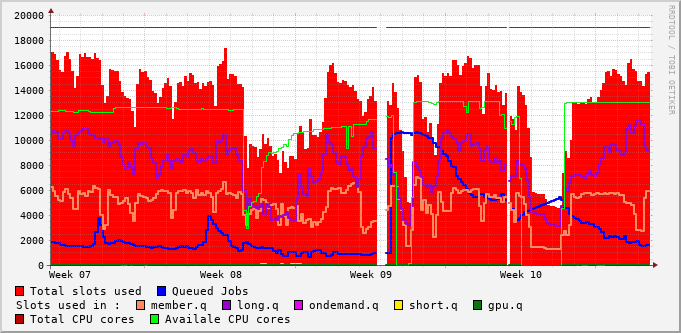 20000
18000
16000
14000
12000
10000
8000
6000
4000
2000
0
Week 07 Week 08 Week 09 Week 10
RRDTOOL / TOBI OETIKER
Total slots used Queued Jobs
Slots used in : member.q long.q ondemand.q short.q gpu.q
Total CPU cores Availale CPU cores